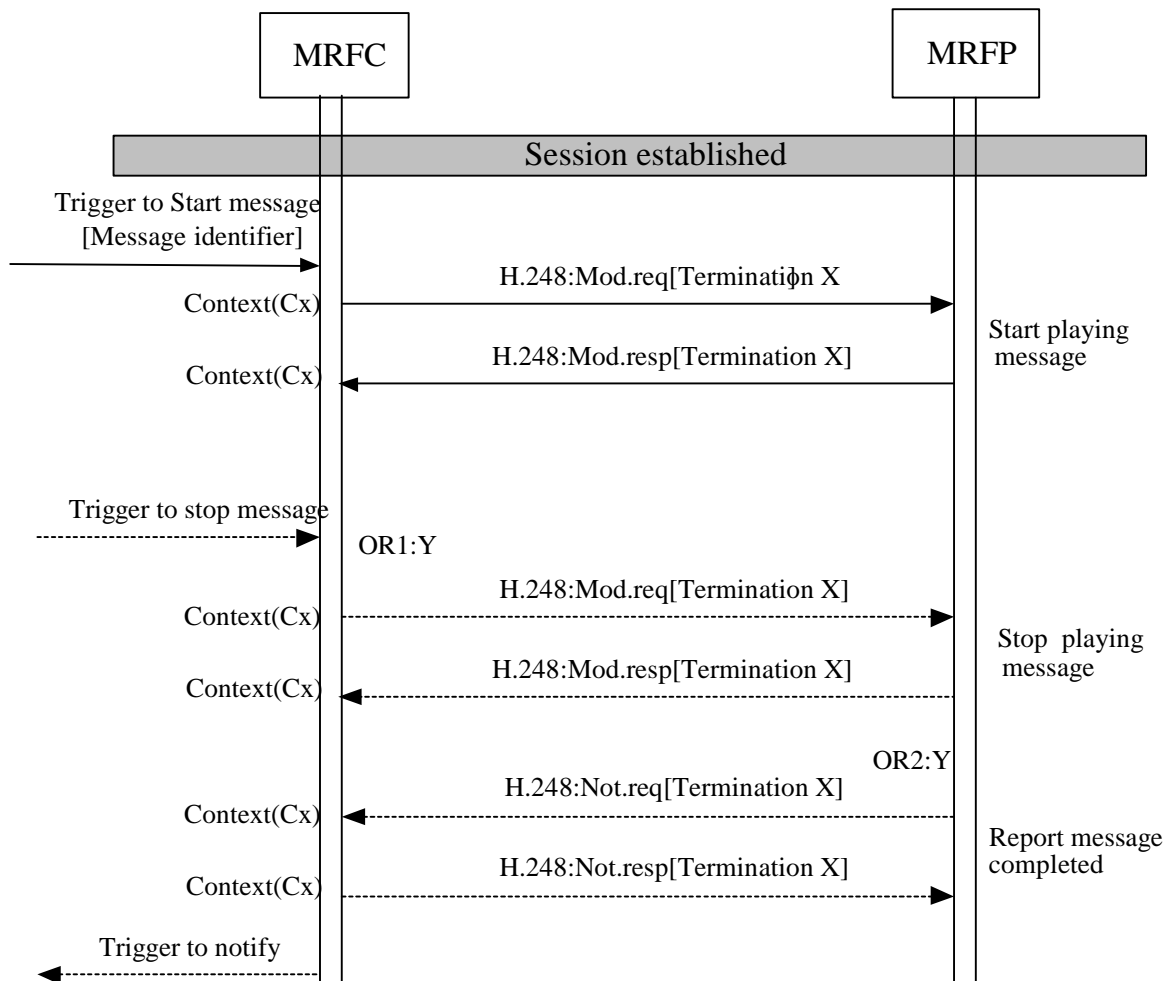 MRFC
MRFP
Session established
Trigger to Start message
[Message identifier]
H.248:Mod.req[Termination X]
Context(Cx)
Start playing
message
H.248:Mod.resp[Termination X]
Context(Cx)
Trigger to stop message
OR1:Y
H.248:Mod.req[Termination X]
Context(Cx)
Stop playing
message
H.248:Mod.resp[Termination X]
Context(Cx)
OR2:Y
H.248:Not.req[Termination X]
Context(Cx)
Report message
completed
H.248:Not.resp[Termination X]
Context(Cx)
Trigger to notify